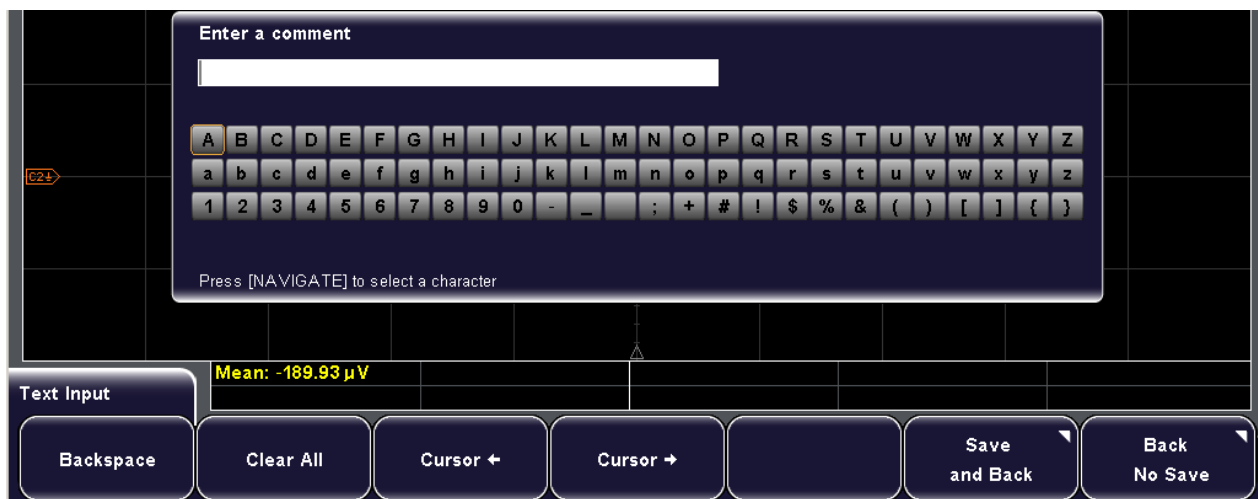 Enter a comment
A B C D E F G H I J K L M N O P Q R S T U V W X Y Z
a b c d e f g h i j k l m n o p q r s t u v w x y z
1 2 3 4 5 6 7 8 9 0 - _ ; + # ! $ % & ( ) [ ] { }
C2
Press [NAVIGATE] to select a character
Mean: -189.93 µV
Text Input
Backspace
Clear All
Cursor ←
Cursor →
Save
and Back
Back
No Save